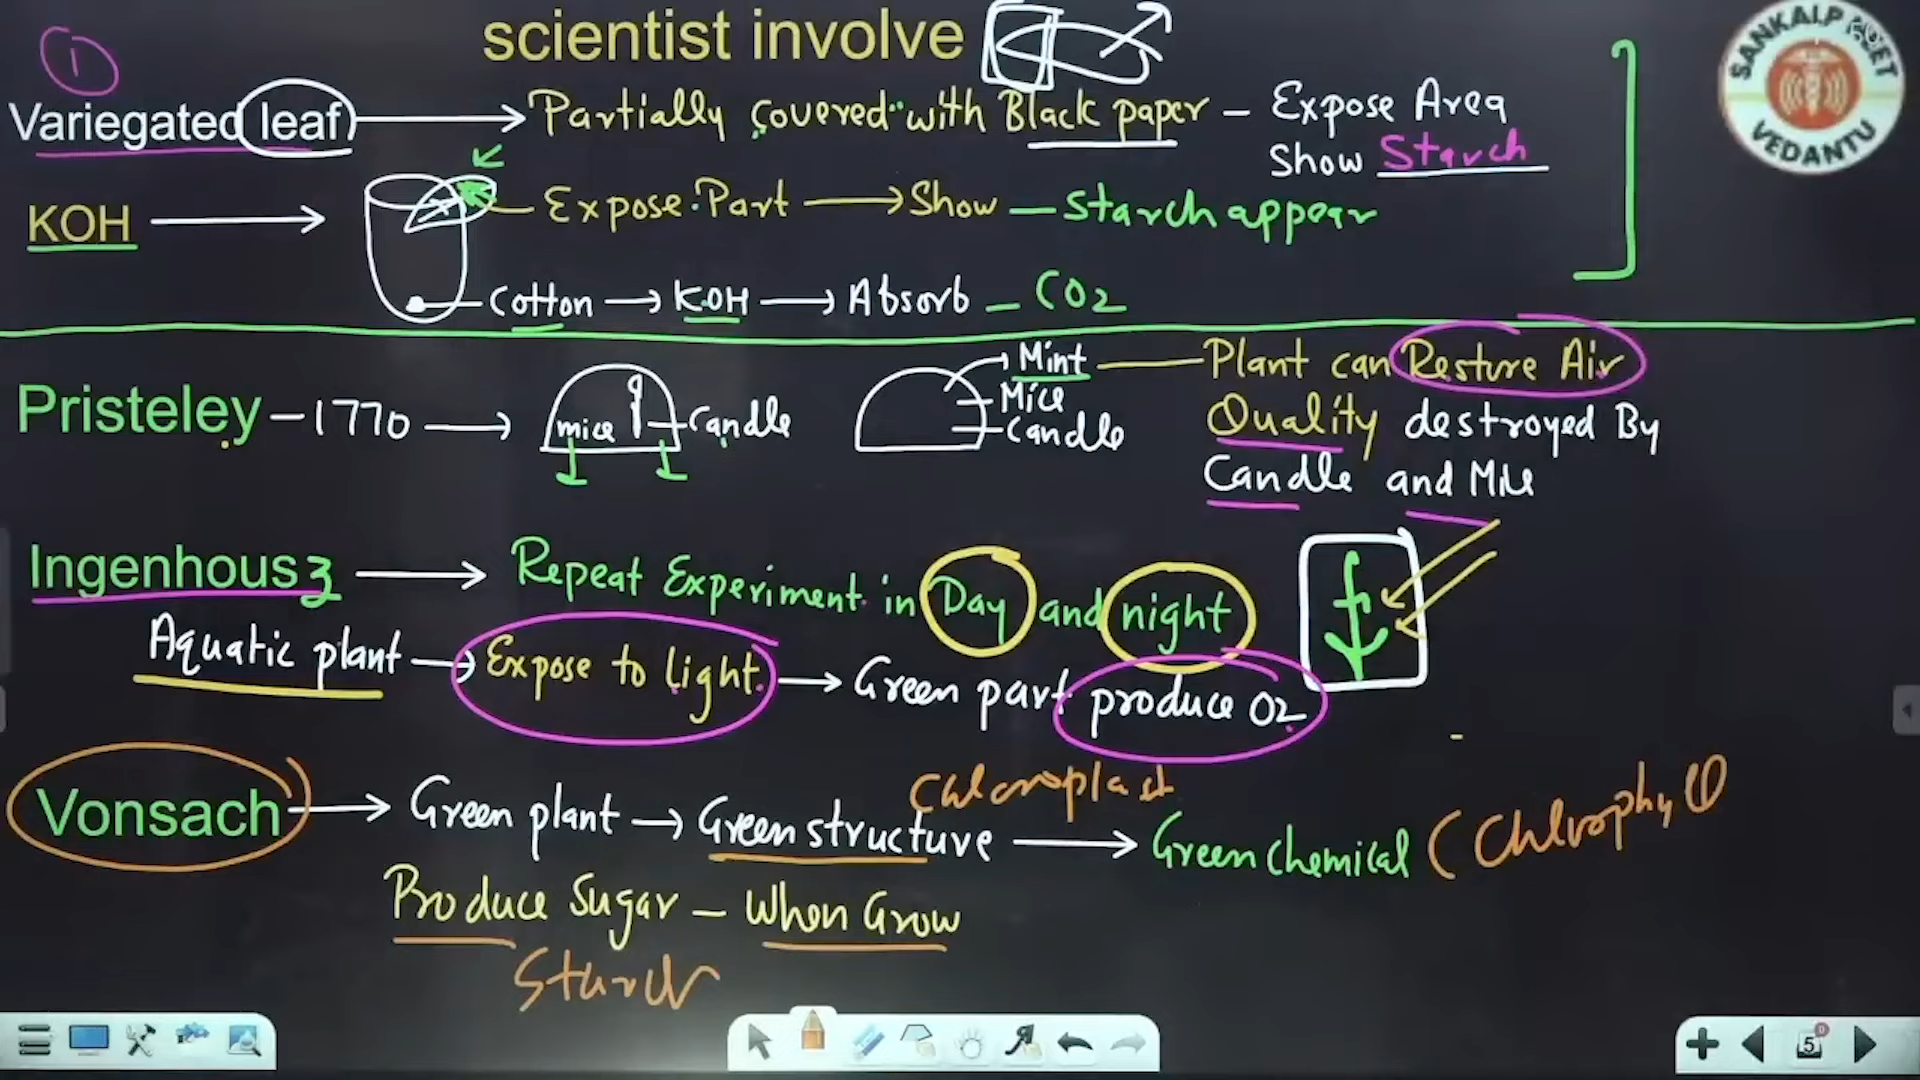 scientist involve
SANKALP NEET
VEDANTU
1
Variegated leaf → Partially covered with Black paper – Expose Area
Show Starch
KOH → Expose Part → Show – Starch appear
Cotton → KOH → Absorb – CO2
Pristeley – 1770 → mice Candle
Mint
Mice
Candle
Plant can Resture Air
Quality destroyed By
Candle and Mice
Ingenhousz → Repeat Experiment in Day and night
Aquatic plant → Expose to light. → Green part produce O2
Chloroplast
Vonsach → Green plant → Green structure → Green chemical (Chlorophyll
Produce Sugar – When Grow
Starch
5